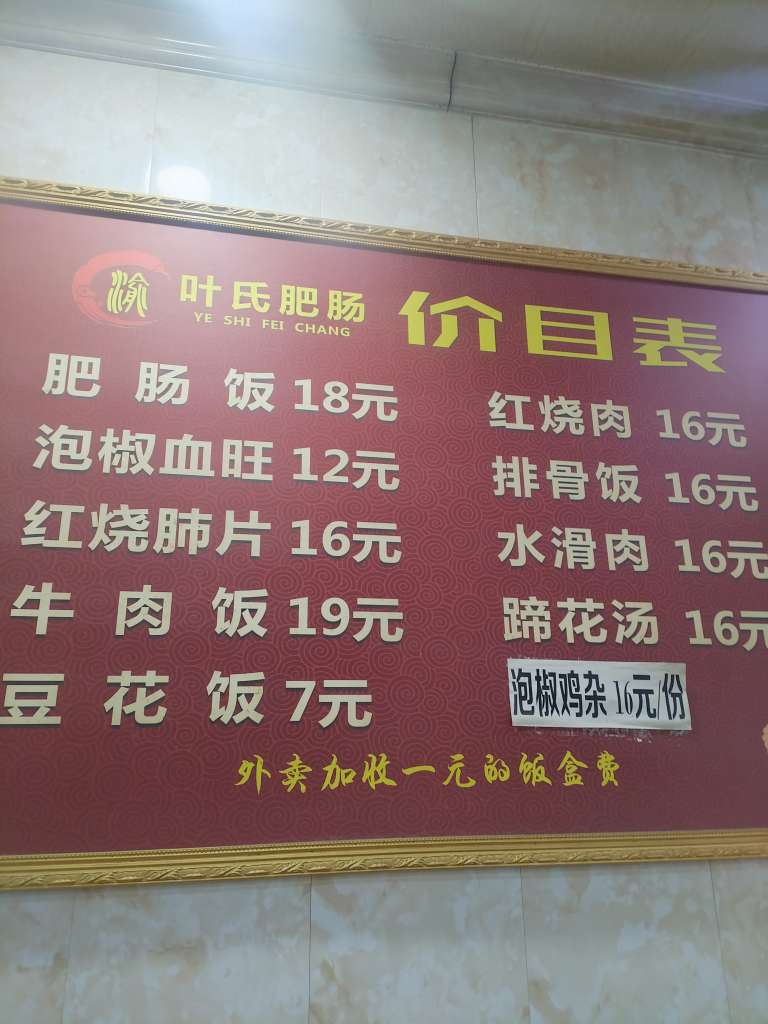 渝
叶氏肥肠
YE SHI FEI CHANG
价目表
肥肠饭 18元
泡椒血旺 12元
红烧肺片 16元
牛肉饭 19元
豆花饭 7元
红烧肉 16元
排骨饭 16元
水滑肉 16元
蹄花汤 16元
泡椒鸡杂 16元/份
外卖加收一元的饭盒费